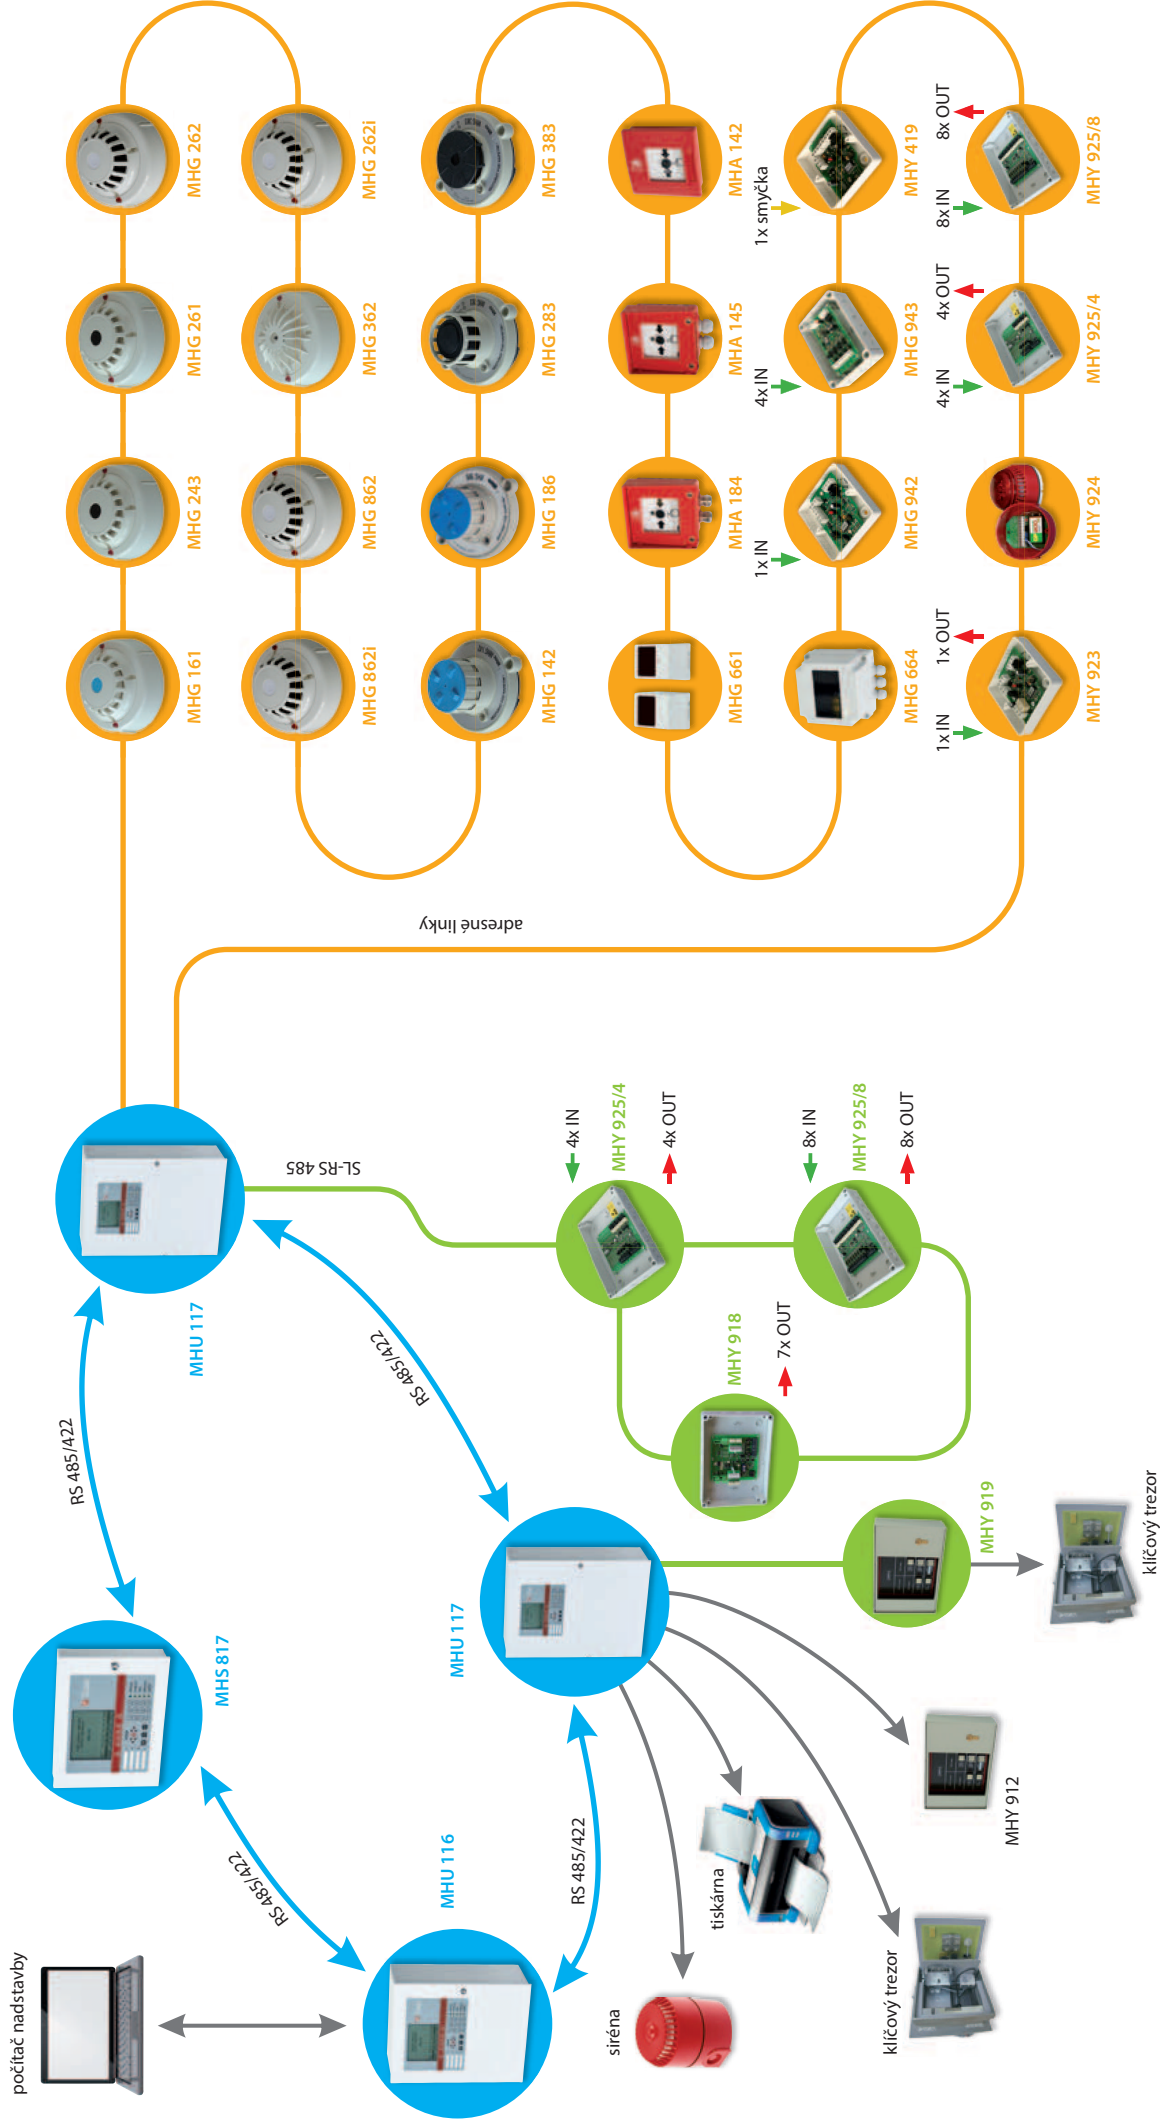 počítač nadstavby
MHU 116
RS 485/422
MHS 817
RS 485/422
MHU 117
RS 485/422
MHU 117
RS 485/422
siréna
tiskárna
klíčový trezor
MHY 912
MHY 919
klíčový trezor
SL-RS 485
MHY 925/4
4x IN
4x OUT
MHY 918
7x OUT
MHY 925/8
8x IN
8x OUT
adresné linky
MHG 161
MHG 243
MHG 261
MHG 262
MHG 862i
MHG 862
MHG 362
MHG 262i
MHG 142
MHG 186
MHG 283
MHG 383
MHG 661
MHA 184
MHA 145
MHA 142
1x IN
4x IN
1x smyčka
MHG 664
MHG 942
MHG 943
MHY 419
1x IN
1x OUT
4x IN
4x OUT
8x IN
8x OUT
MHY 923
MHY 924
MHY 925/4
MHY 925/8